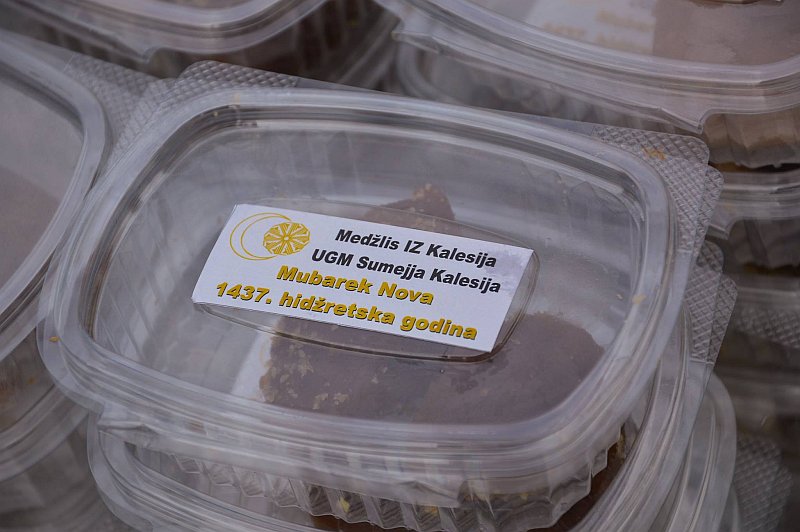 Medžlis IZ Kalesija
UGM Sumejja Kalesija
Mubarek Nova
1437. hidžretska godina